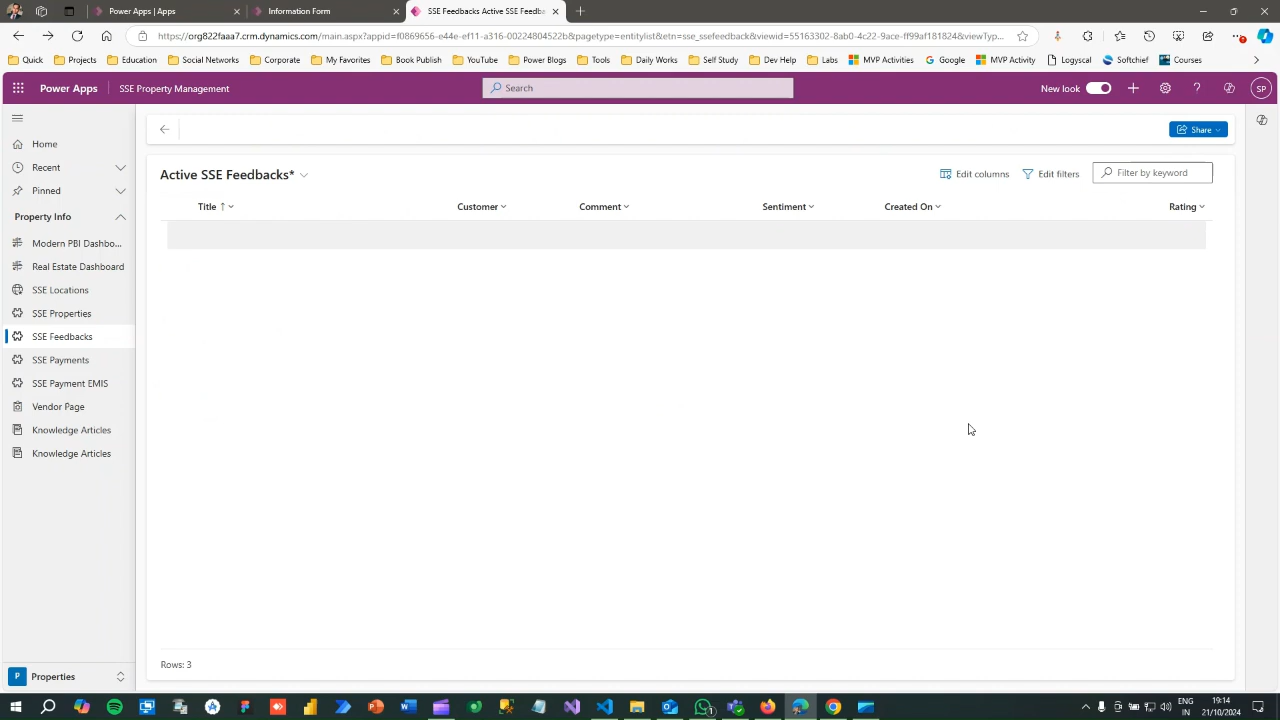 Power Apps | Apps
Information Form
SSE Feedbacks Active SSE Feedba
https://org822faaa7.crm.dynamics.com/main.aspx?appid=f0869656-e44e-ef11-a316-00224804522b&pagetype=entitylist&etn=sse_ssefeedback&viewid=55163302-8ab0-4c22-9ace-ff99af181824&viewTyp...
Quick
Projects
Education
Social Networks
Corporate
My Favorites
Book Publish
YouTube
Power Blogs
Tools
Daily Works
Self Study
Dev Help
Labs
MVP Activities
Google
MVP Activity
Logyscal
Softchief
Courses
Power Apps
SSE Property Management
Search
New look
SP
Share
Home
Recent
Pinned
Property Info
Modern PBI Dashbo...
Real Estate Dashboard
SSE Locations
SSE Properties
SSE Feedbacks
SSE Payments
SSE Payment EMIS
Vendor Page
Knowledge Articles
Knowledge Articles
P Properties
Active SSE Feedbacks*
Edit columns
Edit filters
Filter by keyword
Title
Customer
Comment
Sentiment
Created On
Rating
Rows: 3
ENG
IN
19:14
21/10/2024